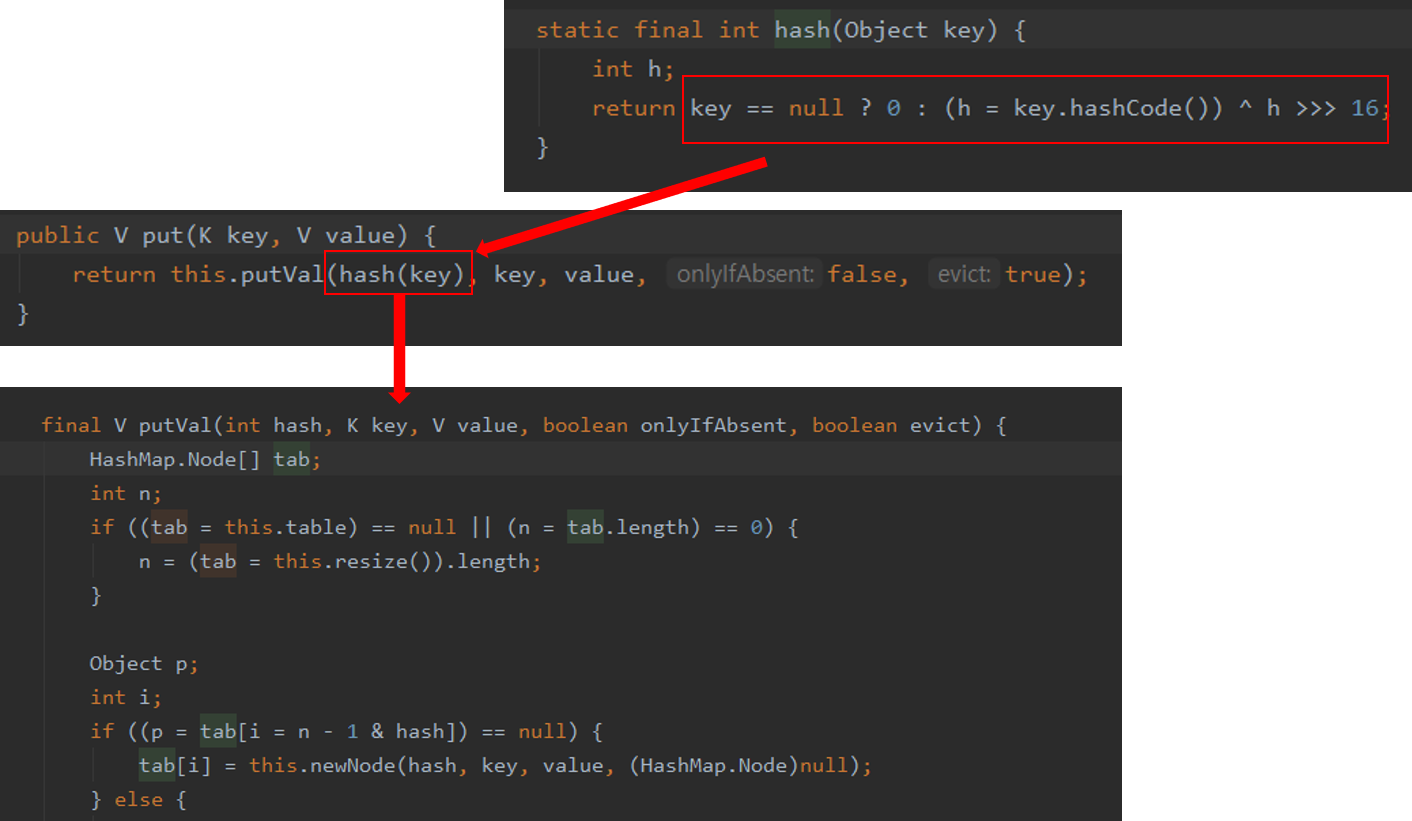 static final int hash(Object key) {
int h;
return key == null ? 0 : (h = key.hashCode()) ^ h >>> 16;
}
public V put(K key, V value) {
return this.putVal(hash(key), key, value, onlyIfAbsent: false, evict: true);
}
final V putVal(int hash, K key, V value, boolean onlyIfAbsent, boolean evict) {
HashMap.Node[] tab;
int n;
if ((tab = this.table) == null || (n = tab.length) == 0) {
n = (tab = this.resize()).length;
}
Object p;
int i;
if ((p = tab[i = n - 1 & hash]) == null) {
tab[i] = this.newNode(hash, key, value, (HashMap.Node)null);
} else {